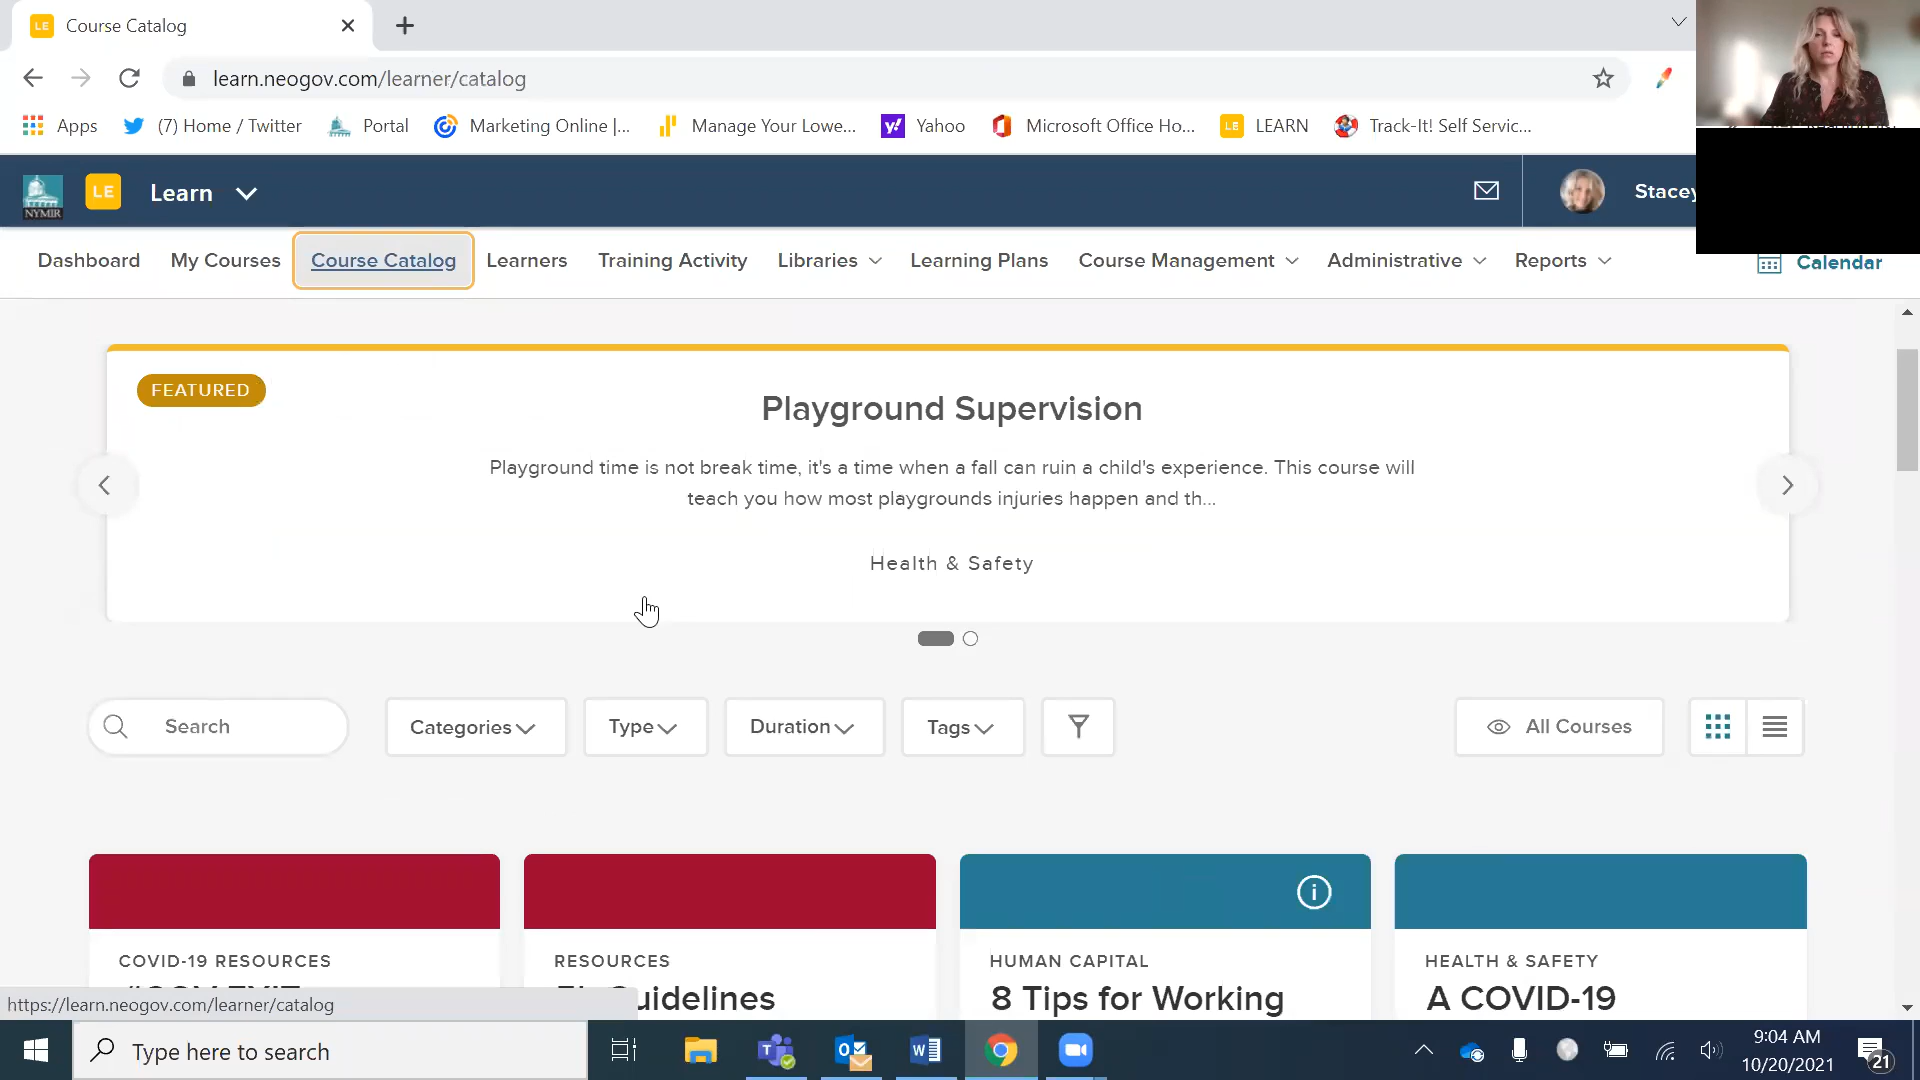 LE Course Catalog
learn.neogov.com/learner/catalog
Apps (7) Home / Twitter Portal Marketing Online |... Manage Your Lowe... Yahoo Microsoft Office Ho... LE LEARN Track-It! Self Servic...
NYMIR LE Learn Stacey
Dashboard My Courses Course Catalog Learners Training Activity Libraries Learning Plans Course Management Administrative Reports Calendar
FEATURED
Playground Supervision
Playground time is not break time, it's a time when a fall can ruin a child's experience. This course will
teach you how most playgrounds injuries happen and th...
Health & Safety
Search Categories Type Duration Tags All Courses
COVID-19 RESOURCES RESOURCES HUMAN CAPITAL HEALTH & SAFETY
Guidelines 8 Tips for Working A COVID-19
https://learn.neogov.com/learner/catalog
Type here to search
9:04 AM
10/20/2021
21